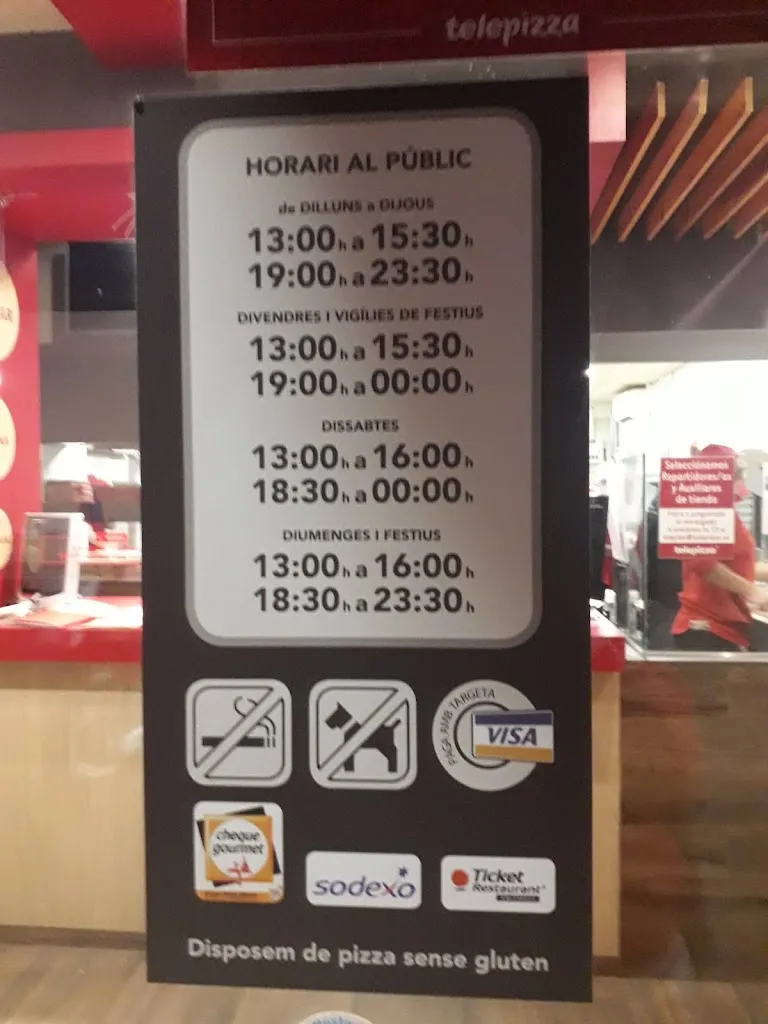 telepizza
HORARI AL PÚBLIC
de DILLUNS a DIJOUS
13:00h a 15:30h
19:00h a 23:30h
DIVENDRES I VIGÍLIES DE FESTIUS
13:00h a 15:30h
19:00h a 00:00h
DISSABTES
13:00h a 16:00h
18:30h a 00:00h
DIUMENGES I FESTIUS
13:00h a 16:00h
18:30h a 23:30h
PAGA AMB TARGETA
VISA
cheque
gourmet
sodexo
Ticket
Restaurant
Disposem de pizza sense gluten
Seleccionamos
Repartidores/as
y Auxiliares
de tienda
telepizza